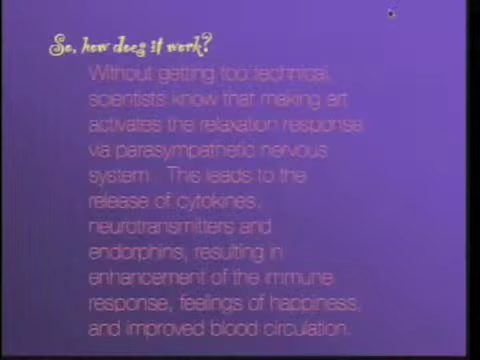 So, how does it work?
Without getting too technical,
scientists know that making art
activates the relaxation response
via parasympathetic nervous
system. This leads to the
release of cytokines,
neurotransmitters and
endorphins, resulting in
enhancement of the immune
response, feelings of happiness,
and improved blood circulation.